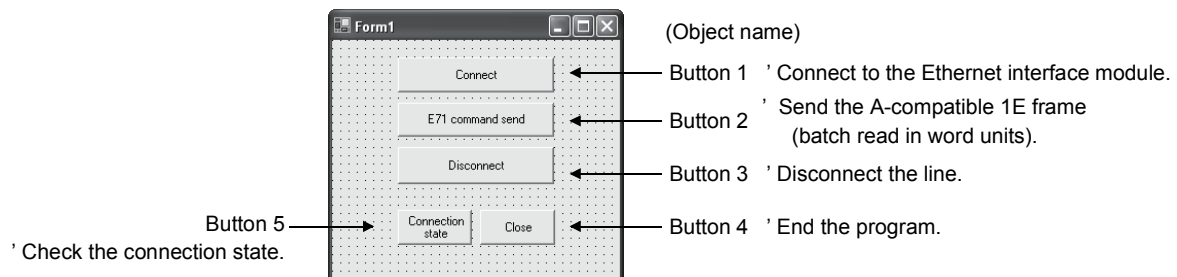 Form1
(Object name)
Connect
Button 1 ’ Connect to the Ethernet interface module.
E71 command send
Button 2 ’ Send the A-compatible 1E frame
(batch read in word units).
Disconnect
Button 3 ’ Disconnect the line.
Button 5
’ Check the connection state.
Connection
state
Close
Button 4 ’ End the program.